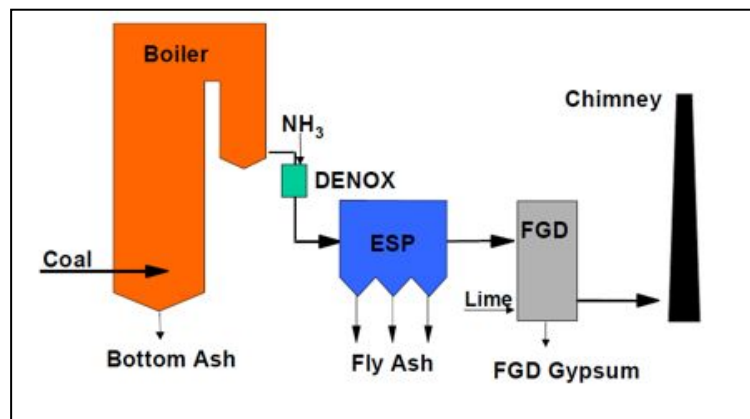 Boiler
Chimney
NH₃
DENOX
ESP
FGD
Coal
Lime
Bottom Ash
Fly Ash
FGD Gypsum